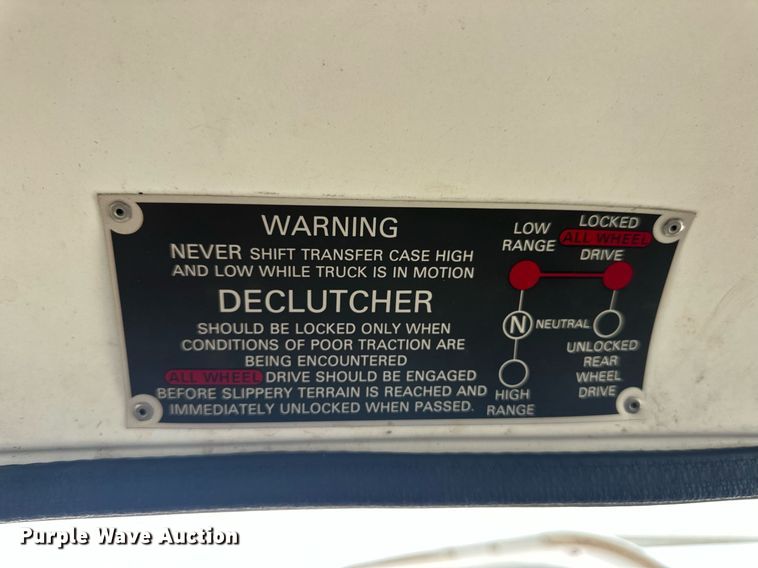 WARNING
NEVER SHIFT TRANSFER CASE HIGH
AND LOW WHILE TRUCK IS IN MOTION
DECLUTCHER
SHOULD BE LOCKED ONLY WHEN
CONDITIONS OF POOR TRACTION ARE
BEING ENCOUNTERED
ALL WHEEL DRIVE SHOULD BE ENGAGED
BEFORE SLIPPERY TERRAIN IS REACHED AND
IMMEDIATELY UNLOCKED WHEN PASSED.
LOW
RANGE
LOCKED
ALL WHEEL
DRIVE
N NEUTRAL
UNLOCKED
REAR
WHEEL
DRIVE
HIGH
RANGE
Purple Wave Auction